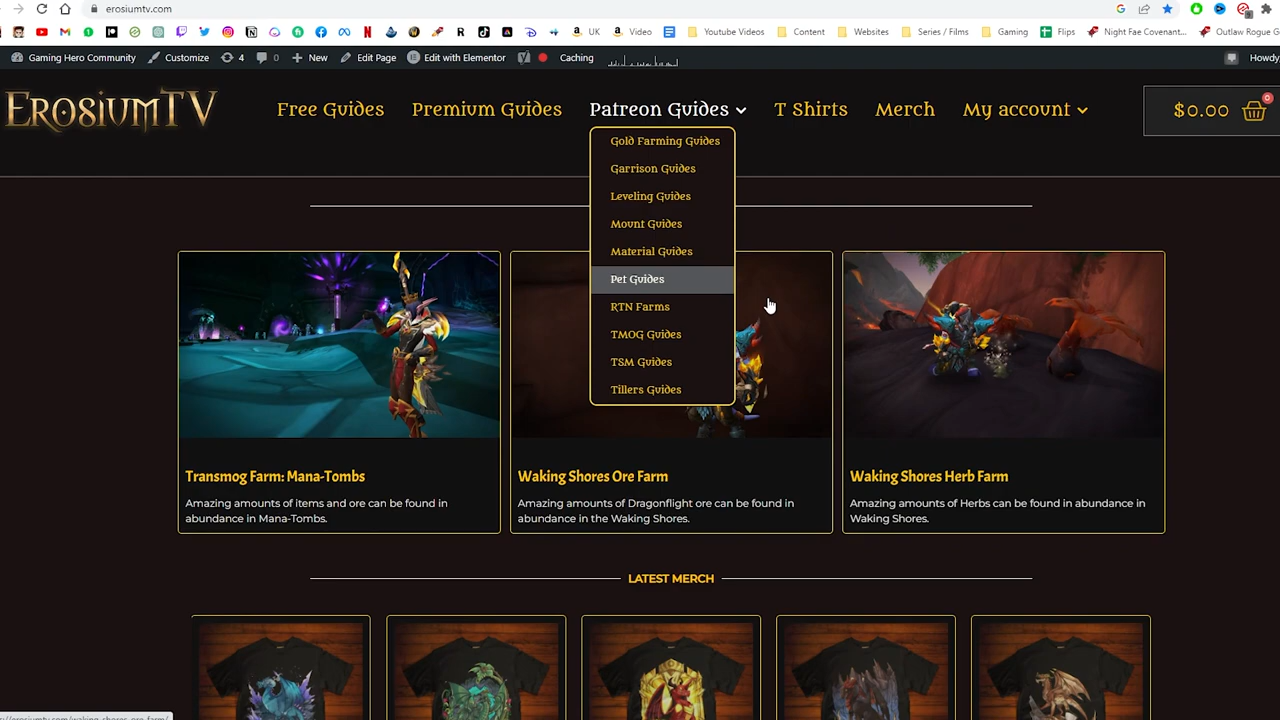 erosiumtv.com
UK
Video
Youtube Videos
Content
Websites
Series / Films
Gaming
Flips
Night Fae Covenant...
Outlaw Rogue G
Gaming Hero Community
Customize
4
0
New
Edit Page
Edit with Elementor
Caching
Howdy
EROSIUMTV
Free Guides
Premium Guides
Patreon Guides
T Shirts
Merch
My account
$0.00
0
Gold Farming Guides
Garrison Guides
Leveling Guides
Mount Guides
Material Guides
Pet Guides
RTN Farms
TMOG Guides
TSM Guides
Tillers Guides
Transmog Farm: Mana-Tombs
Amazing amounts of items and ore can be found in
abundance in Mana-Tombs.
Waking Shores Ore Farm
Amazing amounts of Dragonflight ore can be found in
abundance in the Waking Shores.
Waking Shores Herb Farm
Amazing amounts of Herbs can be found in abundance in
Waking Shores.
LATEST MERCH